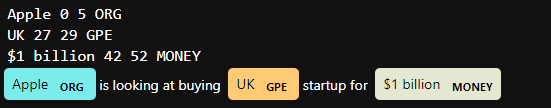 Apple 0 5 ORG
UK 27 29 GPE
$1 billion 42 52 MONEY
Apple ORG is looking at buying UK GPE startup for $1 billion MONEY